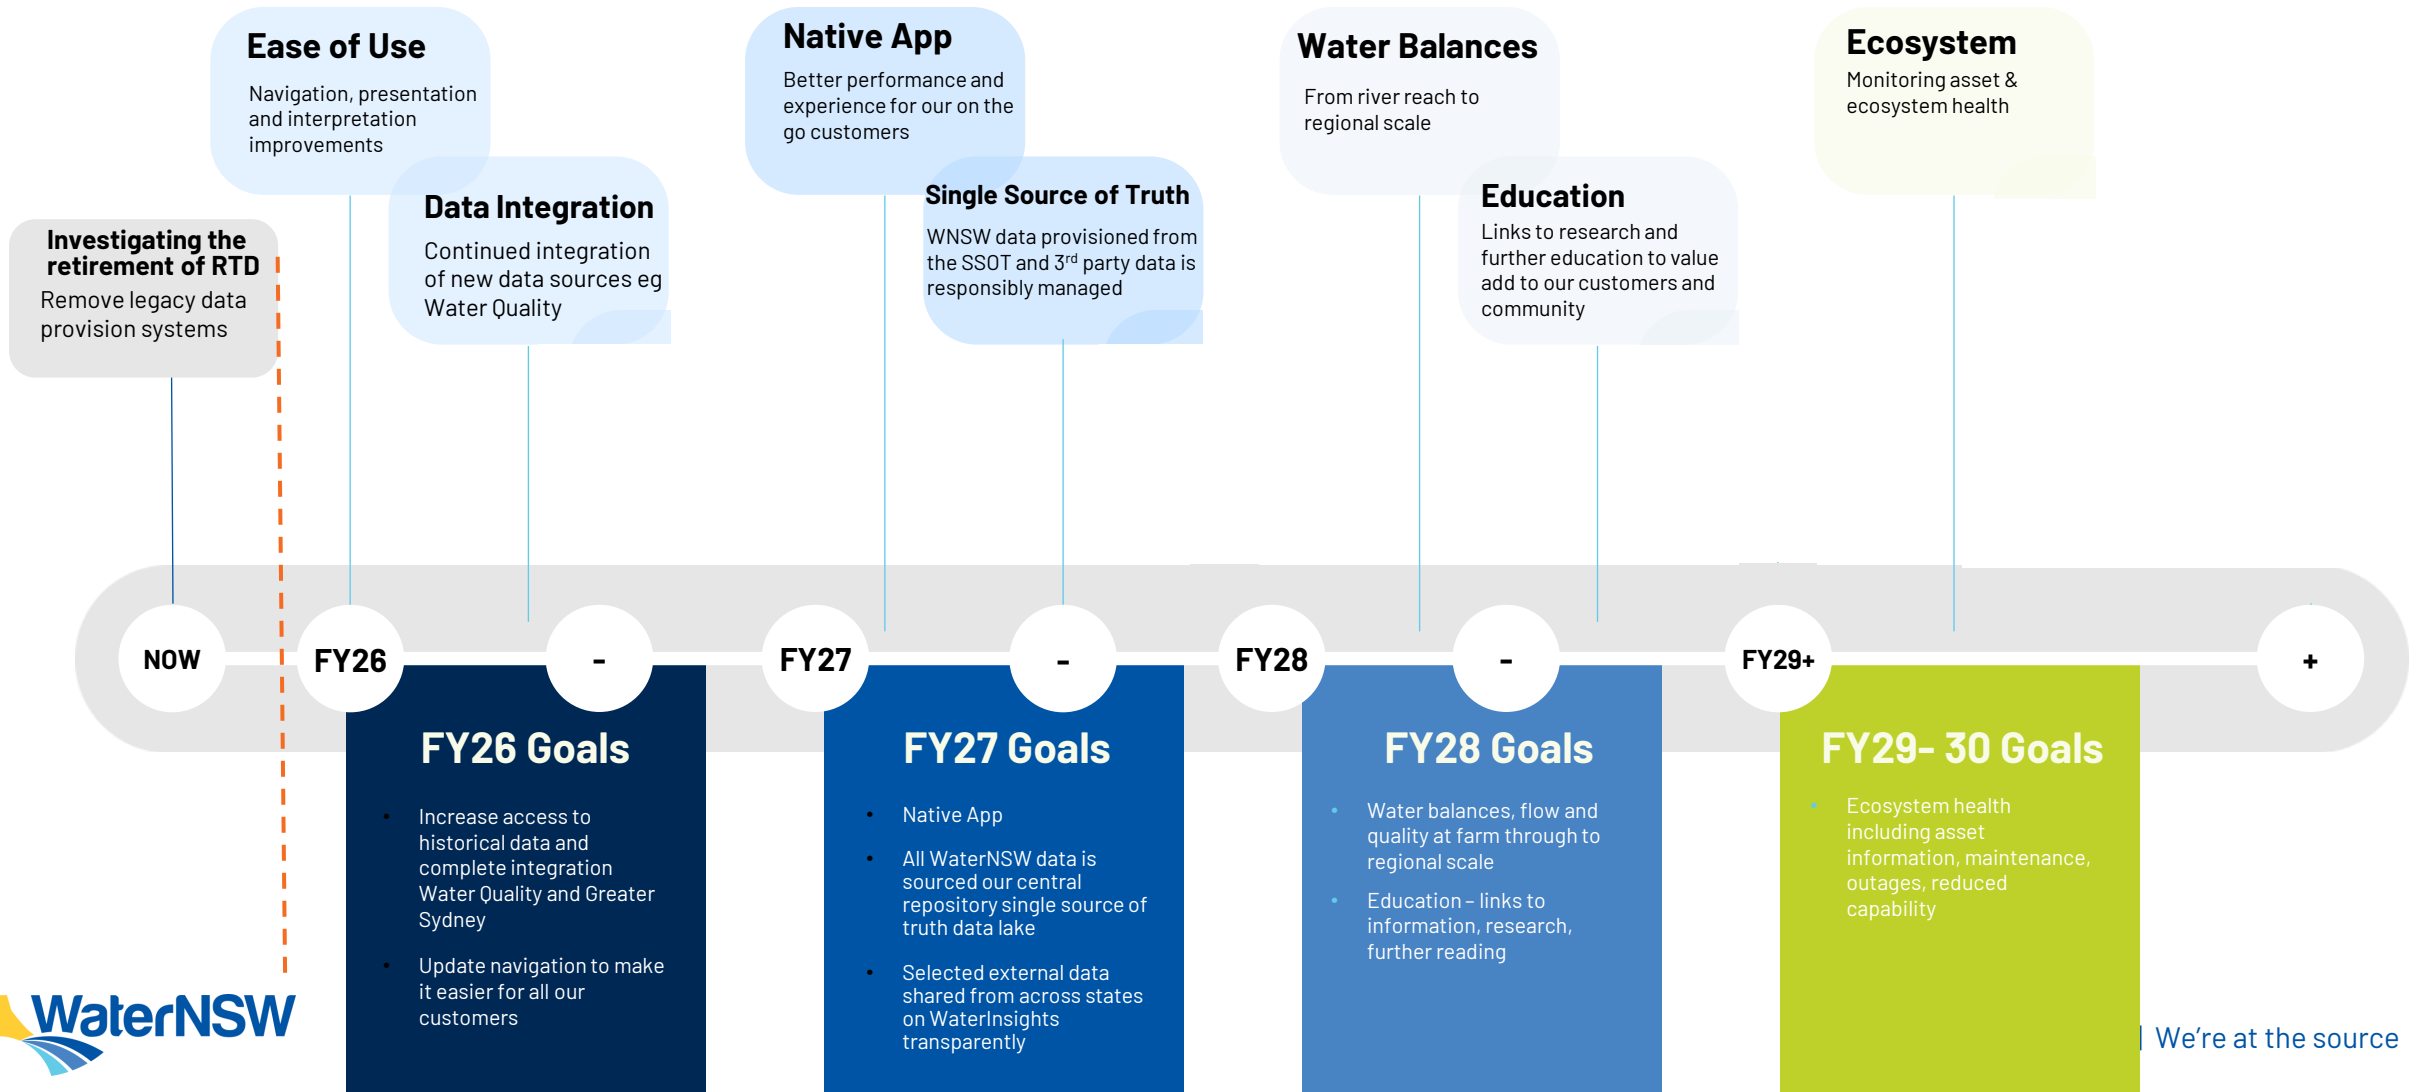 Ease of Use
Navigation, presentation
and interpretation
improvements
Native App
Better performance and
experience for our on the
go customers
Water Balances
From river reach to
regional scale
Ecosystem
Monitoring asset &
ecosystem health
Investigating the
retirement of RTD
Remove legacy data
provision systems
Data Integration
Continued integration
of new data sources eg
Water Quality
Single Source of Truth
WNSW data provisioned from
the SSOT and 3rd party data is
responsibly managed
Education
Links to research and
further education to value
add to our customers and
community
NOW
FY26
-
FY27
-
FY28
-
FY29+
+
FY26 Goals
• Increase access to
historical data and
complete integration
Water Quality and Greater
Sydney
• Update navigation to make
it easier for all our
customers
FY27 Goals
• Native App
• All WaterNSW data is
sourced our central
repository single source of
truth data lake
• Selected external data
shared from across states
on WaterInsights
transparently
FY28 Goals
• Water balances, flow and
quality at farm through to
regional scale
• Education – links to
information, research,
further reading
FY29- 30 Goals
• Ecosystem health
including asset
information, maintenance,
outages, reduced
capability
WaterNSW
| We're at the source